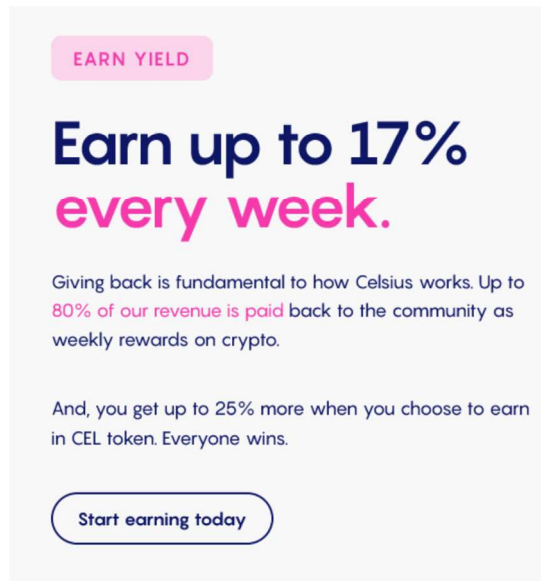 EARN YIELD
Earn up to 17%
every week.
Giving back is fundamental to how Celsius works. Up to
80% of our revenue is paid back to the community as
weekly rewards on crypto.
And, you get up to 25% more when you choose to earn
in CEL token. Everyone wins.
Start earning today